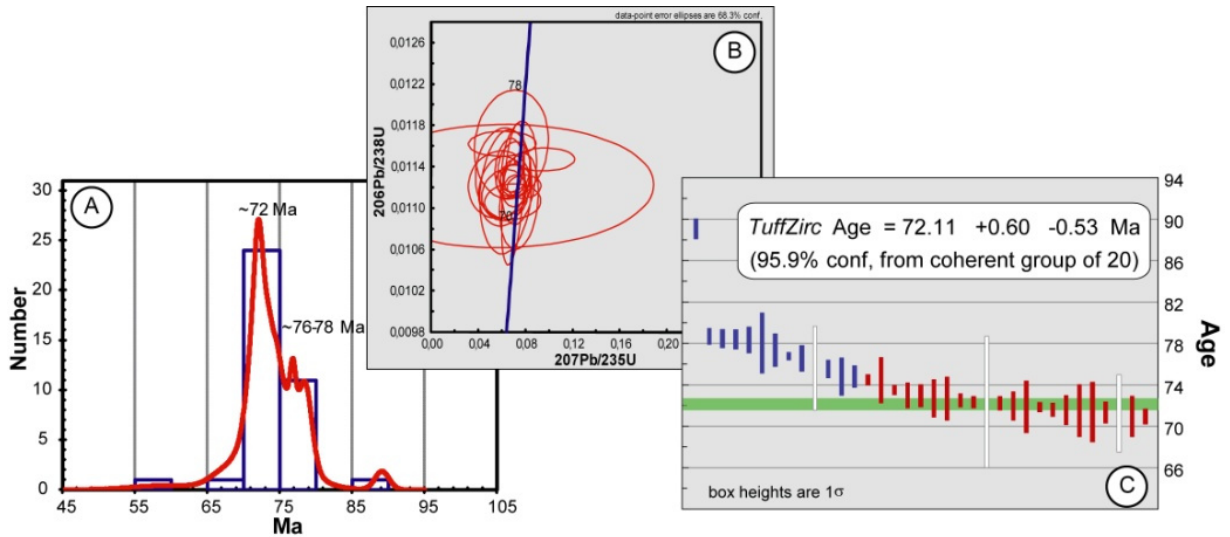 A
30
25
20
15
10
5
0
Number
~72 Ma
~76-78 Ma
45 55 65 75 85 95 105
Ma
data-point error ellipses are 68.3% conf.
B
0,0126
0,0122
0,0118
0,0114
0,0110
0,0106
0,0102
0,0098
206Pb/238U
78
0,00 0,04 0,08 0,12 0,16 0,20
207Pb/235U
TuffZirc Age = 72.11 +0.60 -0.53 Ma
(95.9% conf, from coherent group of 20)
94
90
86
82
78
74
70
66
Age
box heights are 1σ
C